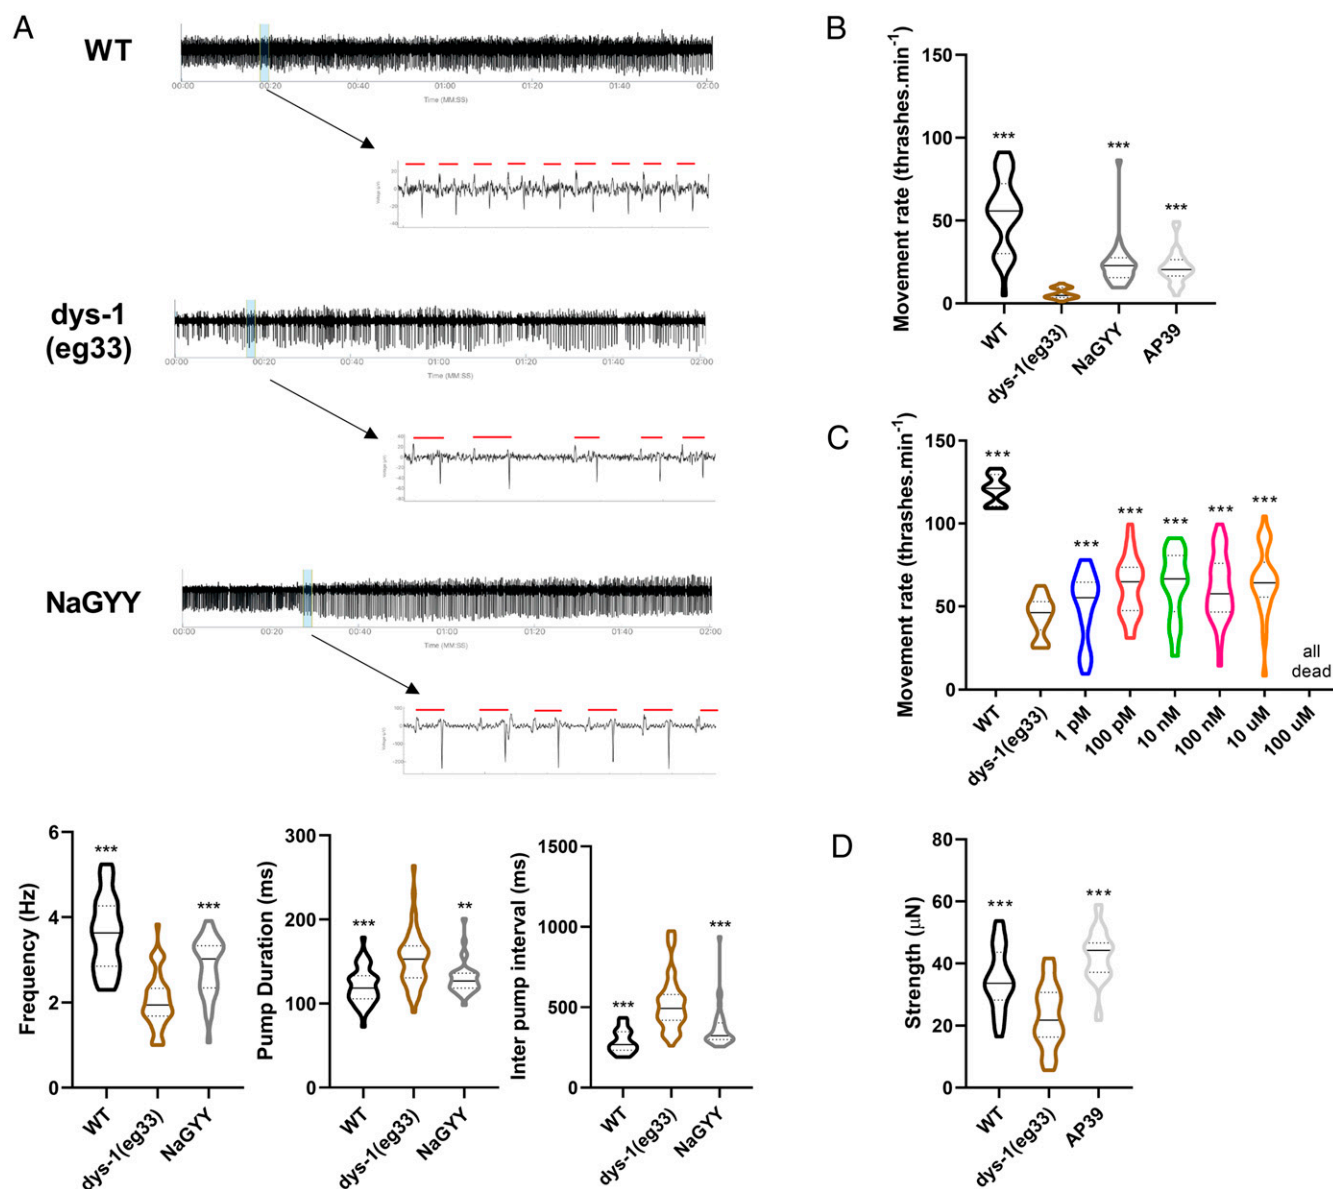 A
WT
00:00 00:20 00:40 01:00 01:20 01:40 02:00
Time (MM:SS)
20
0
-20
-40
dys-1
(eg33)
00:00 00:20 00:40 01:00 01:20 01:40 02:00
Time (MM:SS)
NaGYY
00:00 00:20 00:40 01:00 01:20 01:40 02:00
Time (MM:SS)
Frequency (Hz)
6
4
2
0
***
***
WT
dys-1(eg33)
NaGYY
Pump Duration (ms)
300
200
100
0
***
**
WT
dys-1(eg33)
NaGYY
Inter pump interval (ms)
1500
1000
500
0
***
***
WT
dys-1(eg33)
NaGYY
B
Movement rate (thrashes.min-1)
150
100
50
0
***
***
***
WT
dys-1(eg33)
NaGYY
AP39
C
Movement rate (thrashes.min-1)
150
100
50
0
***
***
***
***
***
***
all
dead
WT
dys-1(eg33)
1 pM
100 pM
10 nM
100 nM
10 uM
100 uM
D
Strength (µN)
80
60
40
20
0
***
***
WT
dys-1(eg33)
AP39